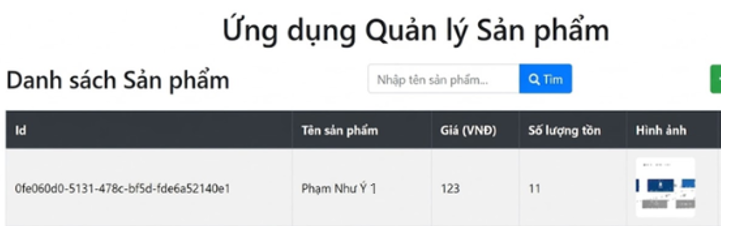 Ứng dụng Quản lý Sản phẩm
Danh sách Sản phẩm
Nhập tên sản phẩm...
Tìm
Id Tên sản phẩm Giá (VNĐ) Số lượng tồn Hình ảnh
0fe060d0-5131-478c-bf5d-fde6a52140e1 Phạm Như Ý 1 123 11